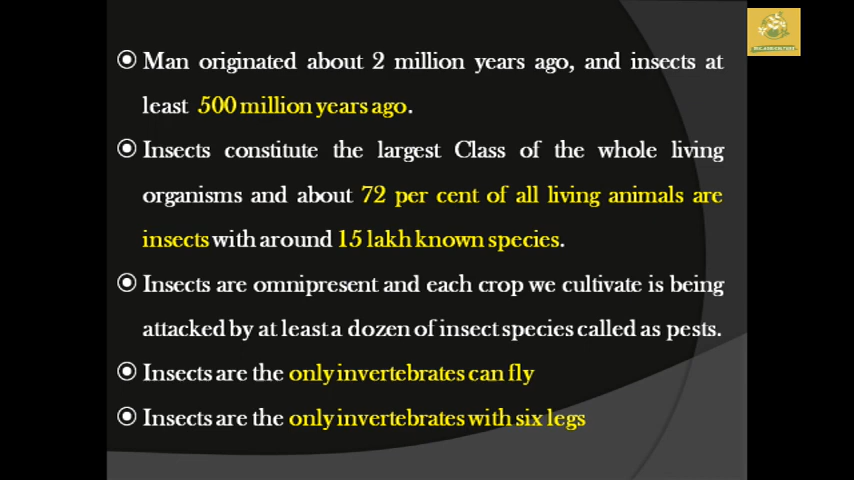 Man originated about 2 million years ago, and insects at
least 500 million years ago.
Insects constitute the largest Class of the whole living
organisms and about 72 per cent of all living animals are
insects with around 15 lakh known species.
Insects are omnipresent and each crop we cultivate is being
attacked by at least a dozen of insect species called as pests.
Insects are the only invertebrates can fly
Insects are the only invertebrates with six legs